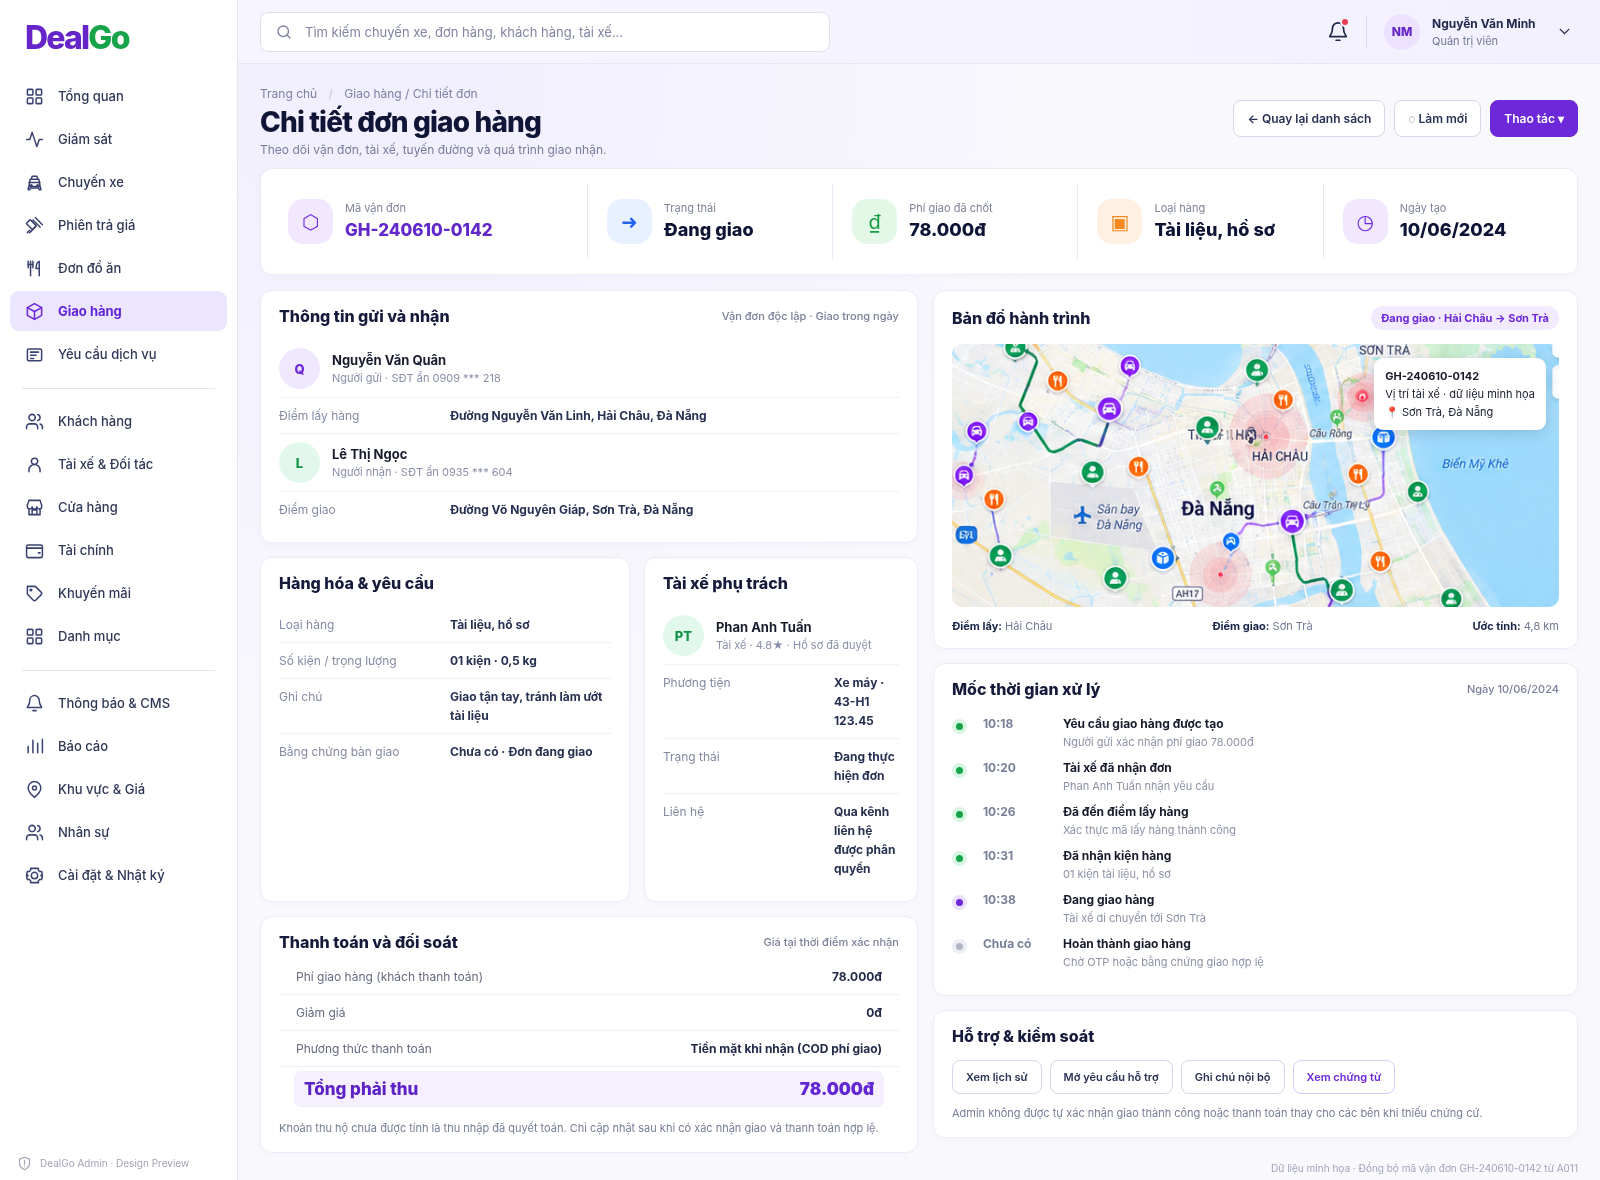 DealGo
Tìm kiếm chuyến xe, đơn hàng, khách hàng, tài xế...
NM
Nguyễn Văn Minh
Quản trị viên
Tổng quan
Giám sát
Chuyến xe
Phiên trả giá
Đơn đồ ăn
Giao hàng
Yêu cầu dịch vụ
Khách hàng
Tài xế & Đối tác
Cửa hàng
Tài chính
Khuyến mãi
Danh mục
Thông báo & CMS
Báo cáo
Khu vực & Giá
Nhân sự
Cài đặt & Nhật ký
DealGo Admin · Design Preview
Trang chủ / Giao hàng / Chi tiết đơn
Chi tiết đơn giao hàng
Theo dõi vận đơn, tài xế, tuyến đường và quá trình giao nhận.
← Quay lại danh sách
Làm mới
Thao tác ▾
Mã vận đơn
GH-240610-0142
Trạng thái
Đang giao
₫
Phí giao đã chốt
78.000đ
Loại hàng
Tài liệu, hồ sơ
Ngày tạo
10/06/2024
Thông tin gửi và nhận
Vận đơn độc lập · Giao trong ngày
Q
Nguyễn Văn Quân
Người gửi · SĐT ẩn 0909 *** 218
Điểm lấy hàng
Đường Nguyễn Văn Linh, Hải Châu, Đà Nẵng
L
Lê Thị Ngọc
Người nhận · SĐT ẩn 0935 *** 604
Điểm giao
Đường Võ Nguyên Giáp, Sơn Trà, Đà Nẵng
Hàng hóa & yêu cầu
Loại hàng
Tài liệu, hồ sơ
Số kiện / trọng lượng
01 kiện · 0,5 kg
Ghi chú
Giao tận tay, tránh làm ướt
tài liệu
Bằng chứng bàn giao
Chưa có · Đơn đang giao
Tài xế phụ trách
PT
Phan Anh Tuấn
Tài xế · 4.8★ · Hồ sơ đã duyệt
Phương tiện
Xe máy ·
43-H1
123.45
Trạng thái
Đang thực
hiện đơn
Liên hệ
Qua kênh
liên hệ
được phân
quyền
Thanh toán và đối soát
Giá tại thời điểm xác nhận
Phí giao hàng (khách thanh toán)
78.000đ
Giảm giá
0đ
Phương thức thanh toán
Tiền mặt khi nhận (COD phí giao)
Tổng phải thu
78.000đ
Khoản thu hộ chưa được tính là thu nhập đã quyết toán. Chỉ cập nhật sau khi có xác nhận giao và thanh toán hợp lệ.
Bản đồ hành trình
Đang giao · Hải Châu → Sơn Trà
SƠN TRÀ
GH-240610-0142
Vị trí tài xế · dữ liệu minh họa
📍 Sơn Trà, Đà Nẵng
Cầu Rồng
HẢI CHÂU
Biển Mỹ Khê
Sân bay
Đà Nẵng
Đà Nẵng
Cầu Trần Thị Lý
AH17
Điểm lấy: Hải Châu
Điểm giao: Sơn Trà
Ước tính: 4,8 km
Mốc thời gian xử lý
Ngày 10/06/2024
10:18
Yêu cầu giao hàng được tạo
Người gửi xác nhận phí giao 78.000đ
10:20
Tài xế đã nhận đơn
Phan Anh Tuấn nhận yêu cầu
10:26
Đã đến điểm lấy hàng
Xác thực mã lấy hàng thành công
10:31
Đã nhận kiện hàng
01 kiện tài liệu, hồ sơ
10:38
Đang giao hàng
Tài xế di chuyển tới Sơn Trà
Chưa có
Hoàn thành giao hàng
Chờ OTP hoặc bằng chứng giao hợp lệ
Hỗ trợ & kiểm soát
Xem lịch sử
Mở yêu cầu hỗ trợ
Ghi chú nội bộ
Xem chứng từ
Admin không được tự xác nhận giao thành công hoặc thanh toán thay cho các bên khi thiếu chứng cứ.
Dữ liệu minh họa · Đồng bộ mã vận đơn GH-240610-0142 từ A011